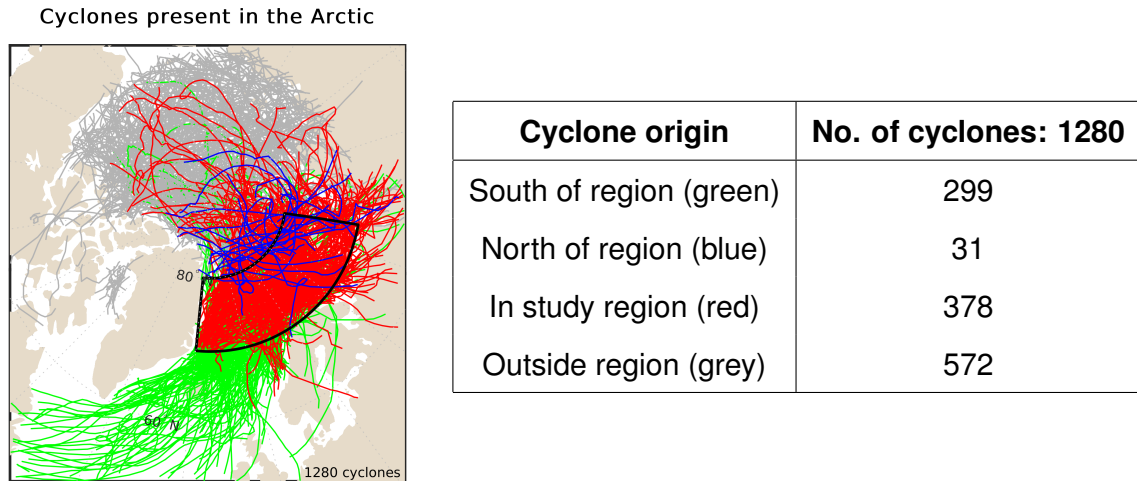 Cyclones present in the Arctic
80
60 N
1280 cyclones
Cyclone origin No. of cyclones: 1280
South of region (green) 299
North of region (blue) 31
In study region (red) 378
Outside region (grey) 572